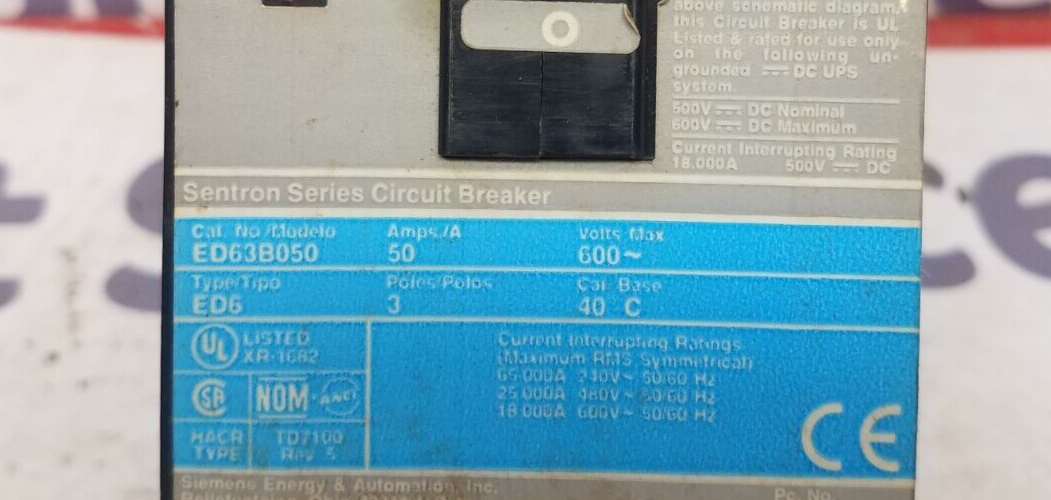 O
above schematic diagram,
this Circuit Breaker is UL
Listed & rated for use only
on the following un-
grounded ⎓ DC UPS
system.
500V ⎓ DC Nominal
600V ⎓ DC Maximum
Current Interrupting Rating
18.000A 500V ⎓ DC
Sentron Series Circuit Breaker
Cat. No/Modelo Amps./A Volts Max
ED63B050 50 600~
Type/Tipo Poles/Polos Cal Base
ED6 3 40 C
UL LISTED
XR-1682
SA NOM-ANCE
HACR TYPE
TD7100
Rev 5
Current Interrupting Ratings
(Maximum RMS Symmetrical)
65.000A 240V~ 50/60 Hz
25.000A 480V~ 50/60 Hz
18.000A 600V~ 50/60 Hz
CE
Siemens Energy & Automation, Inc.
Pc. No.